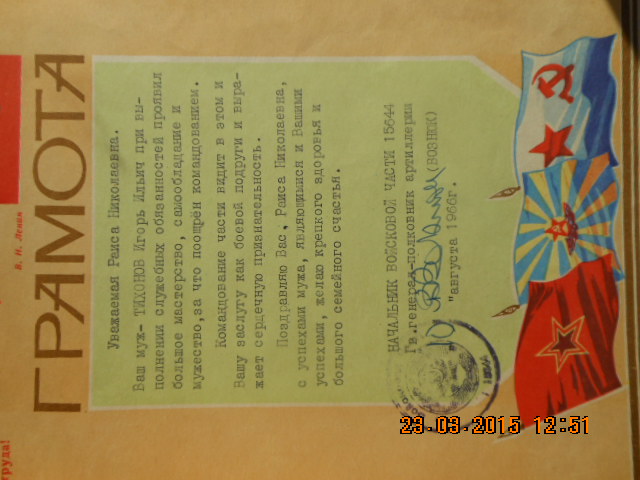 труда!
В. И. Ленин
ГРАМОТА
Уважаемая Раиса Николаевна.
Ваш муж- ТИХОНОВ Игорь Ильич при вы-
полнении служебных обязанностей проявил
большое мастерство, самообладание и
мужество,за что поощрён командованием.
Командование части видит в этом и
Вашу заслугу как боевой подруги и выра-
жает сердечную признательность.
Поздравляю Вас, Раиса Николаевна,
с успехами мужа, являющимися и Вашими
успехами, желаю крепкого здоровья и
большого семейного счастья.
НАЧАЛЬНИК ВОЙСКОВОЙ ЧАСТИ 15644
Гв.генерал-полковник артиллерии
(ВОЗНЮК)
"августа 1966г.
23-03-2015 12:51